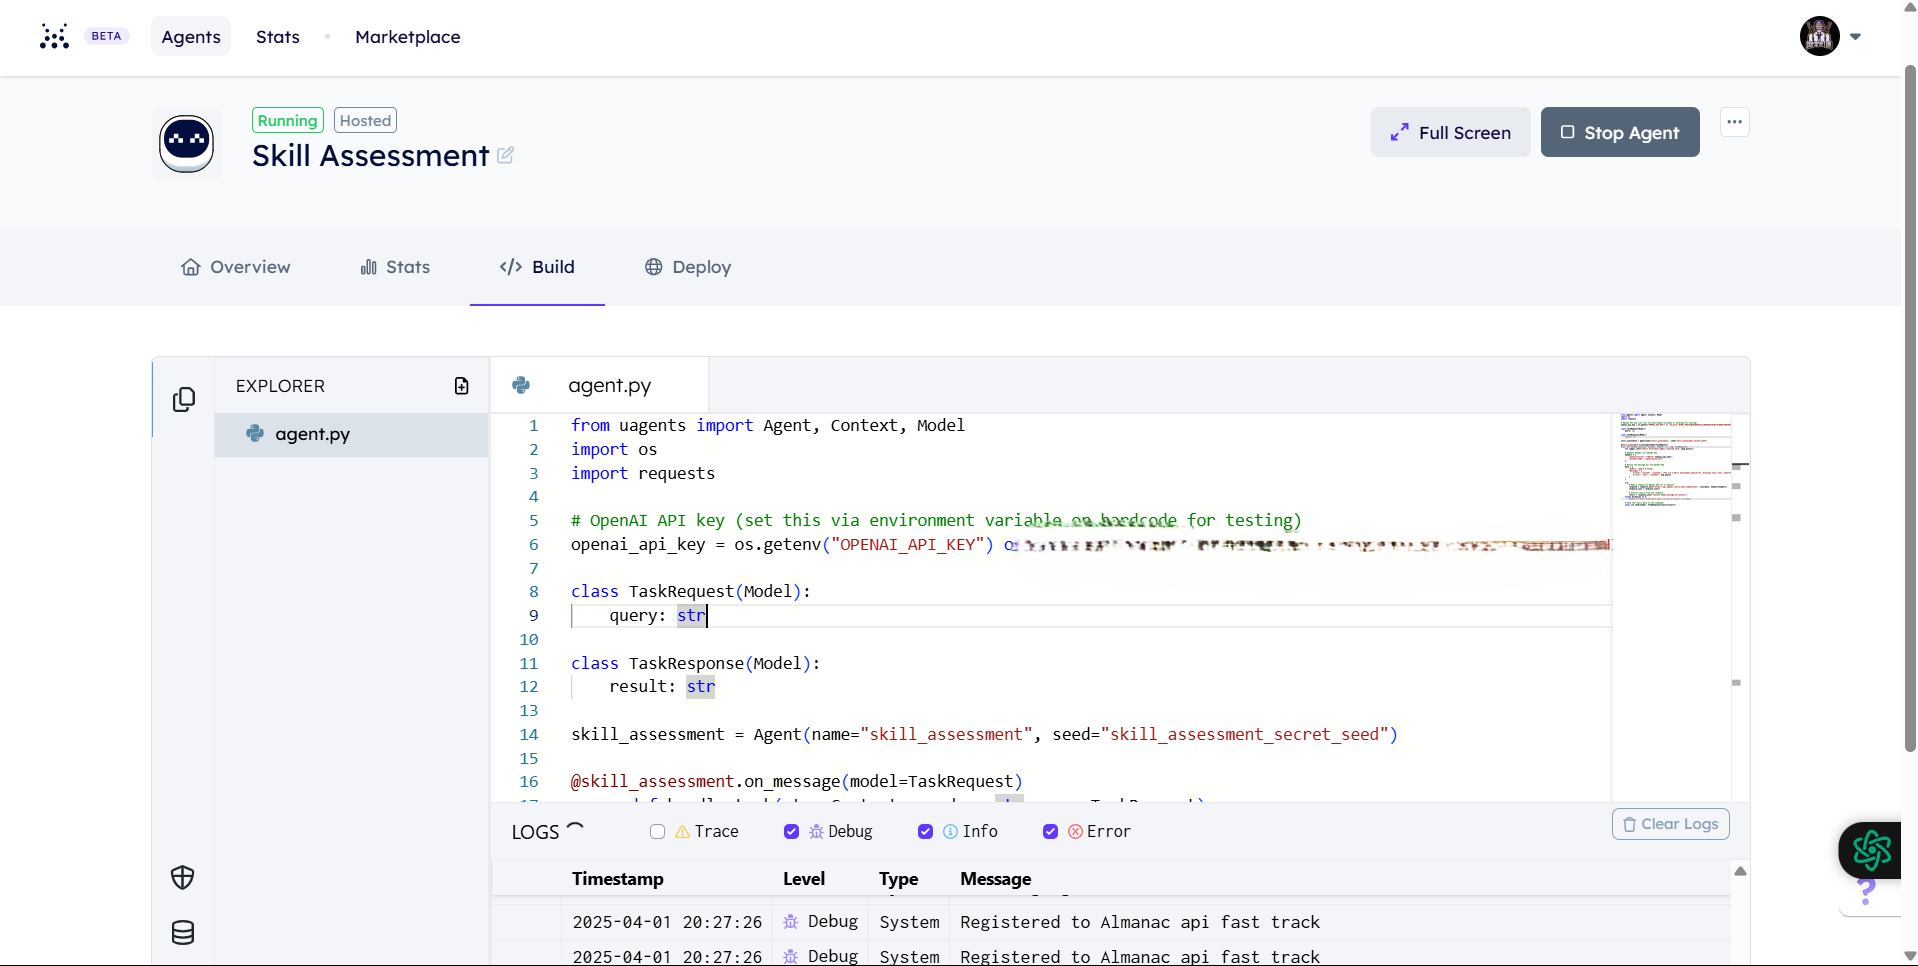 BETA Agents Stats Marketplace
Running Hosted
Skill Assessment
Full Screen Stop Agent ...
Overview Stats Build Deploy
EXPLORER
agent.py
agent.py
1 from uagents import Agent, Context, Model
2 import os
3 import requests
4
5 # OpenAI API key (set this via environment variable or hardcode for testing)
6 openai_api_key = os.getenv("OPENAI_API_KEY")
7
8 class TaskRequest(Model):
9 query: str
10
11 class TaskResponse(Model):
12 result: str
13
14 skill_assessment = Agent(name="skill_assessment", seed="skill_assessment_secret_seed")
15
16 @skill_assessment.on_message(model=TaskRequest)
LOGS Trace Debug Info Error Clear Logs
Timestamp Level Type Message
2025-04-01 20:27:26 Debug System Registered to Almanac api fast track
2025-04-01 20:27:26 Debug System Registered to Almanac api fast track
?